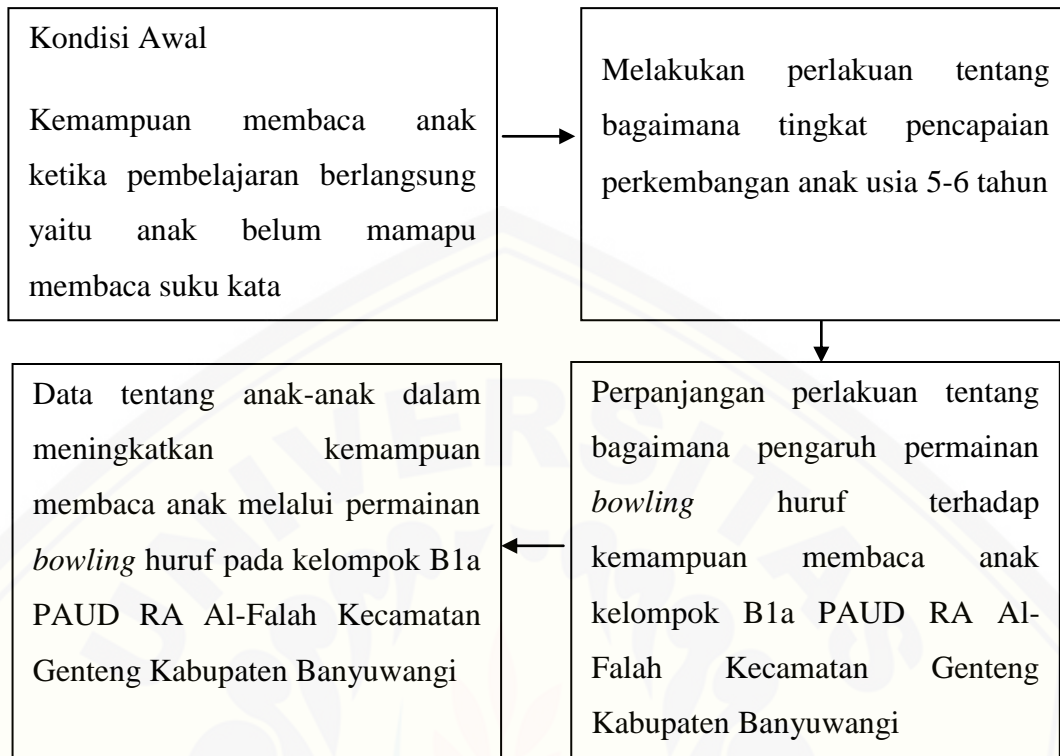 Kondisi Awal
Kemampuan membaca anak
ketika pembelajaran berlangsung
yaitu anak belum mamapu
membaca suku kata
Melakukan perlakuan tentang
bagaimana tingkat pencapaian
perkembangan anak usia 5-6 tahun
Perpanjangan perlakuan tentang
bagaimana pengaruh permainan
bowling huruf terhadap
kemampuan membaca anak
kelompok B1a PAUD RA Al-
Falah Kecamatan Genteng
Kabupaten Banyuwangi
Data tentang anak-anak dalam
meningkatkan kemampuan
membaca anak melalui permainan
bowling huruf pada kelompok B1a
PAUD RA Al-Falah Kecamatan
Genteng Kabupaten Banyuwangi
UNIVERSITAS